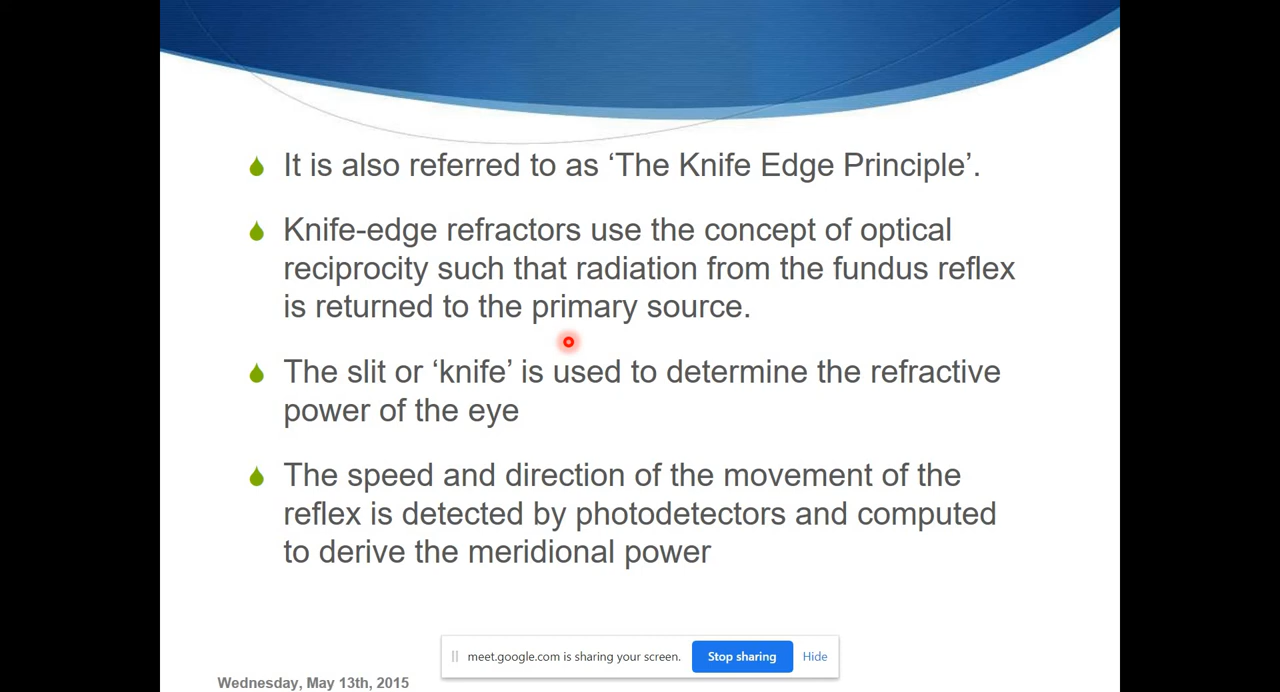 It is also referred to as ‘The Knife Edge Principle’.
Knife-edge refractors use the concept of optical
reciprocity such that radiation from the fundus reflex
is returned to the primary source.
The slit or ‘knife’ is used to determine the refractive
power of the eye
The speed and direction of the movement of the
reflex is detected by photodetectors and computed
to derive the meridional power
meet.google.com is sharing your screen. Stop sharing Hide
Wednesday, May 13th, 2015